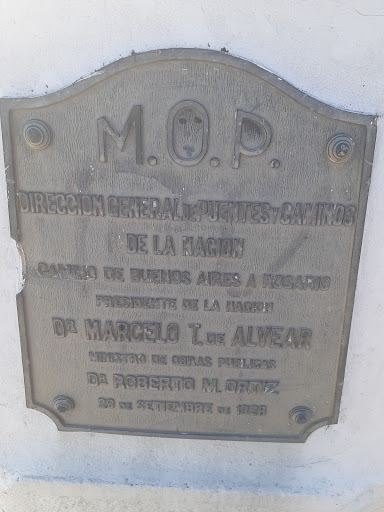 M.O.P.
DIRECCION GENERAL DE PUENTES Y CAMINOS
DE LA NACION
CAMINO DE BUENOS AIRES A ROSARIO
PRESIDENTE DE LA NACION
DR MARCELO T. DE ALVEAR
MINISTRO DE OBRAS PUBLICAS
DR ROBERTO M. ORTIZ
DE SETIEMBRE DE